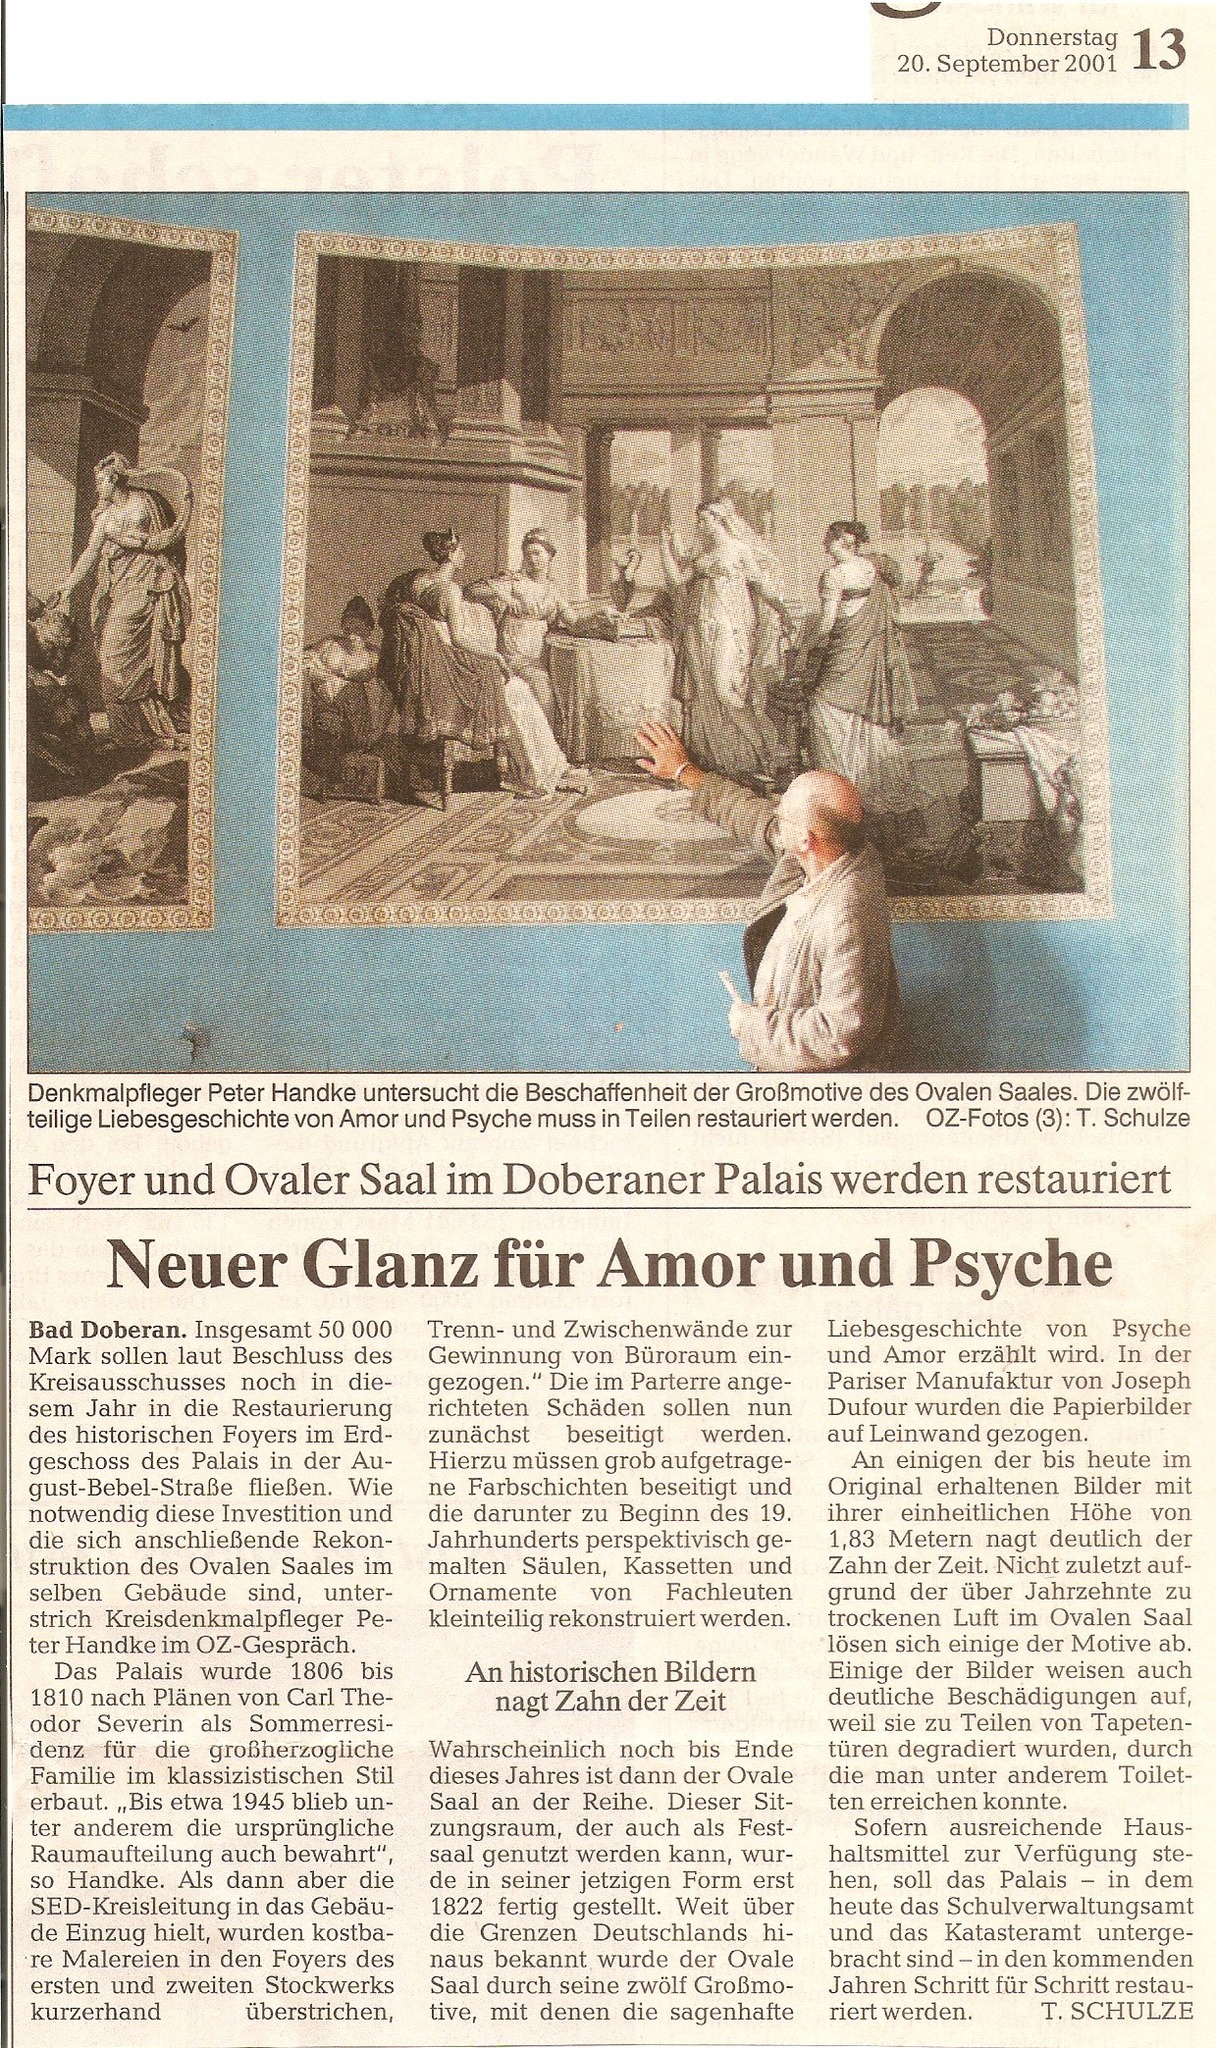 Donnerstag
20. September 2001
13
Denkmalpfleger Peter Handke untersucht die Beschaffenheit der Großmotive des Ovalen Saales. Die zwölf-
teilige Liebesgeschichte von Amor und Psyche muss in Teilen restauriert werden. OZ-Fotos (3): T. Schulze
Foyer und Ovaler Saal im Doberaner Palais werden restauriert
Neuer Glanz für Amor und Psyche
Bad Doberan. Insgesamt 50 000
Mark sollen laut Beschluss des
Kreisausschusses noch in die-
sem Jahr in die Restaurierung
des historischen Foyers im Erd-
geschoss des Palais in der Au-
gust-Bebel-Straße fließen. Wie
notwendig diese Investition und
die sich anschließende Rekon-
struktion des Ovalen Saales im
selben Gebäude sind, unter-
strich Kreisdenkmalpfleger Pe-
ter Handke im OZ-Gespräch.
Das Palais wurde 1806 bis
1810 nach Plänen von Carl The-
odor Severin als Sommerresi-
denz für die großherzogliche
Familie im klassizistischen Stil
erbaut. „Bis etwa 1945 blieb un-
ter anderem die ursprüngliche
Raumaufteilung auch bewahrt“,
so Handke. Als dann aber die
SED-Kreisleitung in das Gebäu-
de Einzug hielt, wurden kostba-
re Malereien in den Foyers des
ersten und zweiten Stockwerks
kurzerhand überstrichen,
Trenn- und Zwischenwände zur
Gewinnung von Büroraum ein-
gezogen.“ Die im Parterre ange-
richteten Schäden sollen nun
zunächst beseitigt werden.
Hierzu müssen grob aufgetrage-
ne Farbschichten beseitigt und
die darunter zu Beginn des 19.
Jahrhunderts perspektivisch ge-
malten Säulen, Kassetten und
Ornamente von Fachleuten
kleinteilig rekonstruiert werden.
An historischen Bildern
nagt Zahn der Zeit
Wahrscheinlich noch bis Ende
dieses Jahres ist dann der Ovale
Saal an der Reihe. Dieser Sit-
zungsraum, der auch als Fest-
saal genutzt werden kann, wur-
de in seiner jetzigen Form erst
1822 fertig gestellt. Weit über
die Grenzen Deutschlands hi-
naus bekannt wurde der Ovale
Saal durch seine zwölf Großmo-
tive, mit denen die sagenhafte
Liebesgeschichte von Psyche
und Amor erzählt wird. In der
Pariser Manufaktur von Joseph
Dufour wurden die Papierbilder
auf Leinwand gezogen.
An einigen der bis heute im
Original erhaltenen Bilder mit
ihrer einheitlichen Höhe von
1,83 Metern nagt deutlich der
Zahn der Zeit. Nicht zuletzt auf-
grund der über Jahrzehnte zu
trockenen Luft im Ovalen Saal
lösen sich einige der Motive ab.
Einige der Bilder weisen auch
deutliche Beschädigungen auf,
weil sie zu Teilen von Tapeten-
türen degradiert wurden, durch
die man unter anderem Toilet-
ten erreichen konnte.
Sofern ausreichende Haus-
haltsmittel zur Verfügung ste-
hen, soll das Palais – in dem
heute das Schulverwaltungsamt
und das Katasteramt unterge-
bracht sind – in den kommenden
Jahren Schritt für Schritt restau-
riert werden. T. SCHULZE